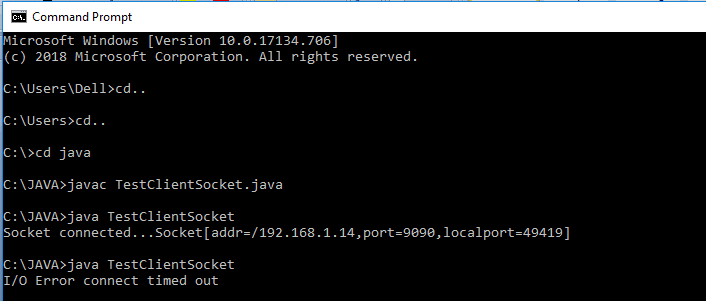 Command Prompt
Microsoft Windows [Version 10.0.17134.706]
(c) 2018 Microsoft Corporation. All rights reserved.
C:\Users\Dell>cd..
C:\Users>cd..
C:\>cd java
C:\JAVA>javac TestClientSocket.java
C:\JAVA>java TestClientSocket
Socket connected...Socket[addr=/192.168.1.14,port=9090,localport=49419]
C:\JAVA>java TestClientSocket
I/O Error connect timed out